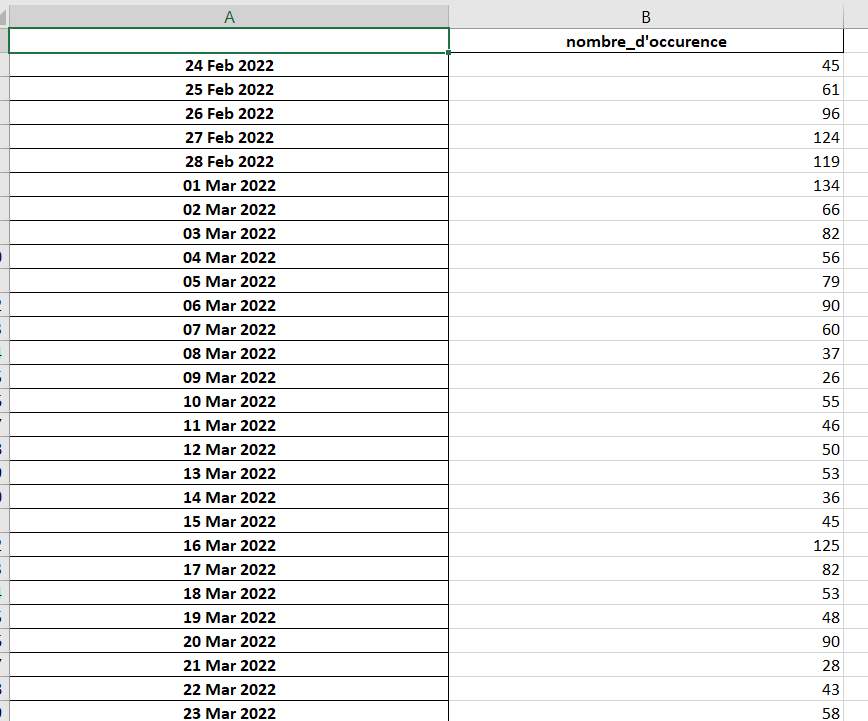 A B
nombre_d'occurence
24 Feb 2022 45
25 Feb 2022 61
26 Feb 2022 96
27 Feb 2022 124
28 Feb 2022 119
01 Mar 2022 134
02 Mar 2022 66
03 Mar 2022 82
04 Mar 2022 56
05 Mar 2022 79
06 Mar 2022 90
07 Mar 2022 60
08 Mar 2022 37
09 Mar 2022 26
10 Mar 2022 55
11 Mar 2022 46
12 Mar 2022 50
13 Mar 2022 53
14 Mar 2022 36
15 Mar 2022 45
16 Mar 2022 125
17 Mar 2022 82
18 Mar 2022 53
19 Mar 2022 48
20 Mar 2022 90
21 Mar 2022 28
22 Mar 2022 43
23 Mar 2022 58